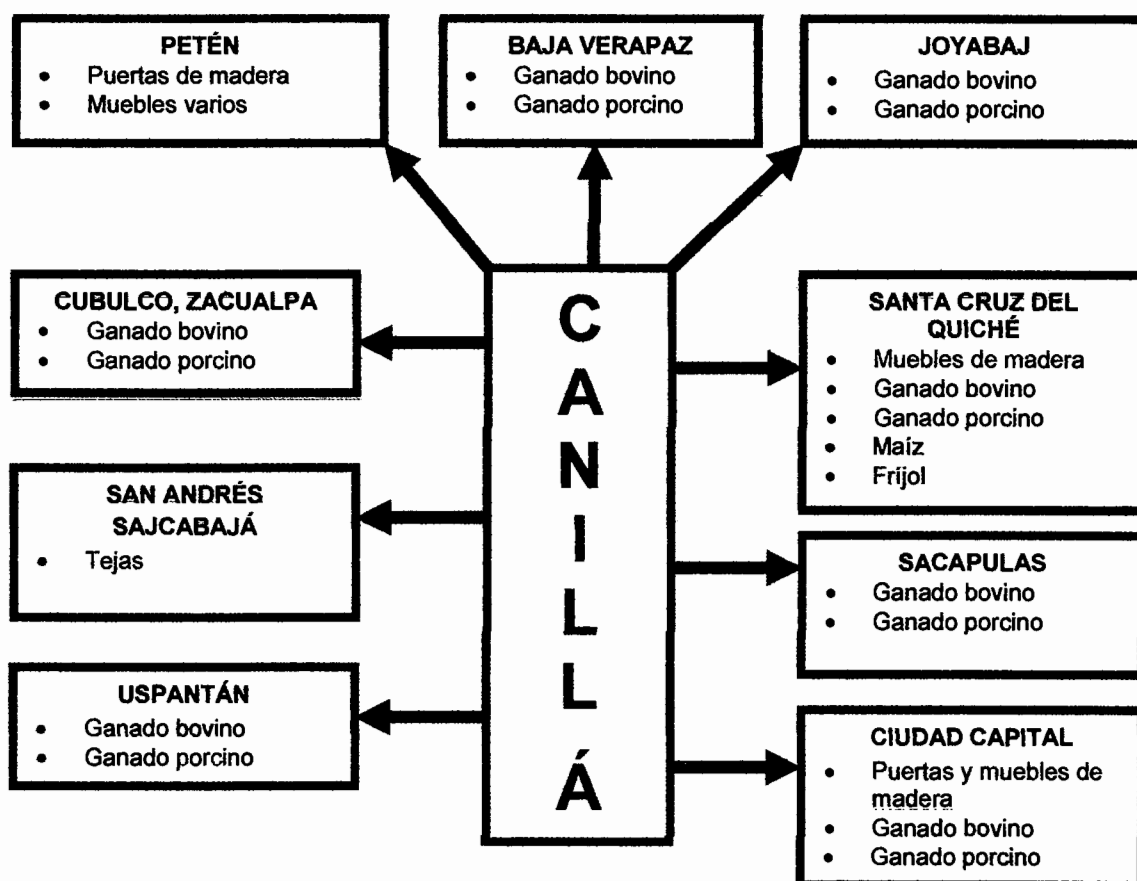 PETÉN
• Puertas de madera
• Muebles varios
BAJA VERAPAZ
• Ganado bovino
• Ganado porcino
JOYABAJ
• Ganado bovino
• Ganado porcino
CUBULCO, ZACUALPA
• Ganado bovino
• Ganado porcino
SAN ANDRÉS
SAJCABAJÁ
• Tejas
USPANTÁN
• Ganado bovino
• Ganado porcino
C
A
N
I
L
L
Á
SANTA CRUZ DEL
QUICHÉ
• Muebles de madera
• Ganado bovino
• Ganado porcino
• Maíz
• Frijol
SACAPULAS
• Ganado bovino
• Ganado porcino
CIUDAD CAPITAL
• Puertas y muebles de
madera
• Ganado bovino
• Ganado porcino